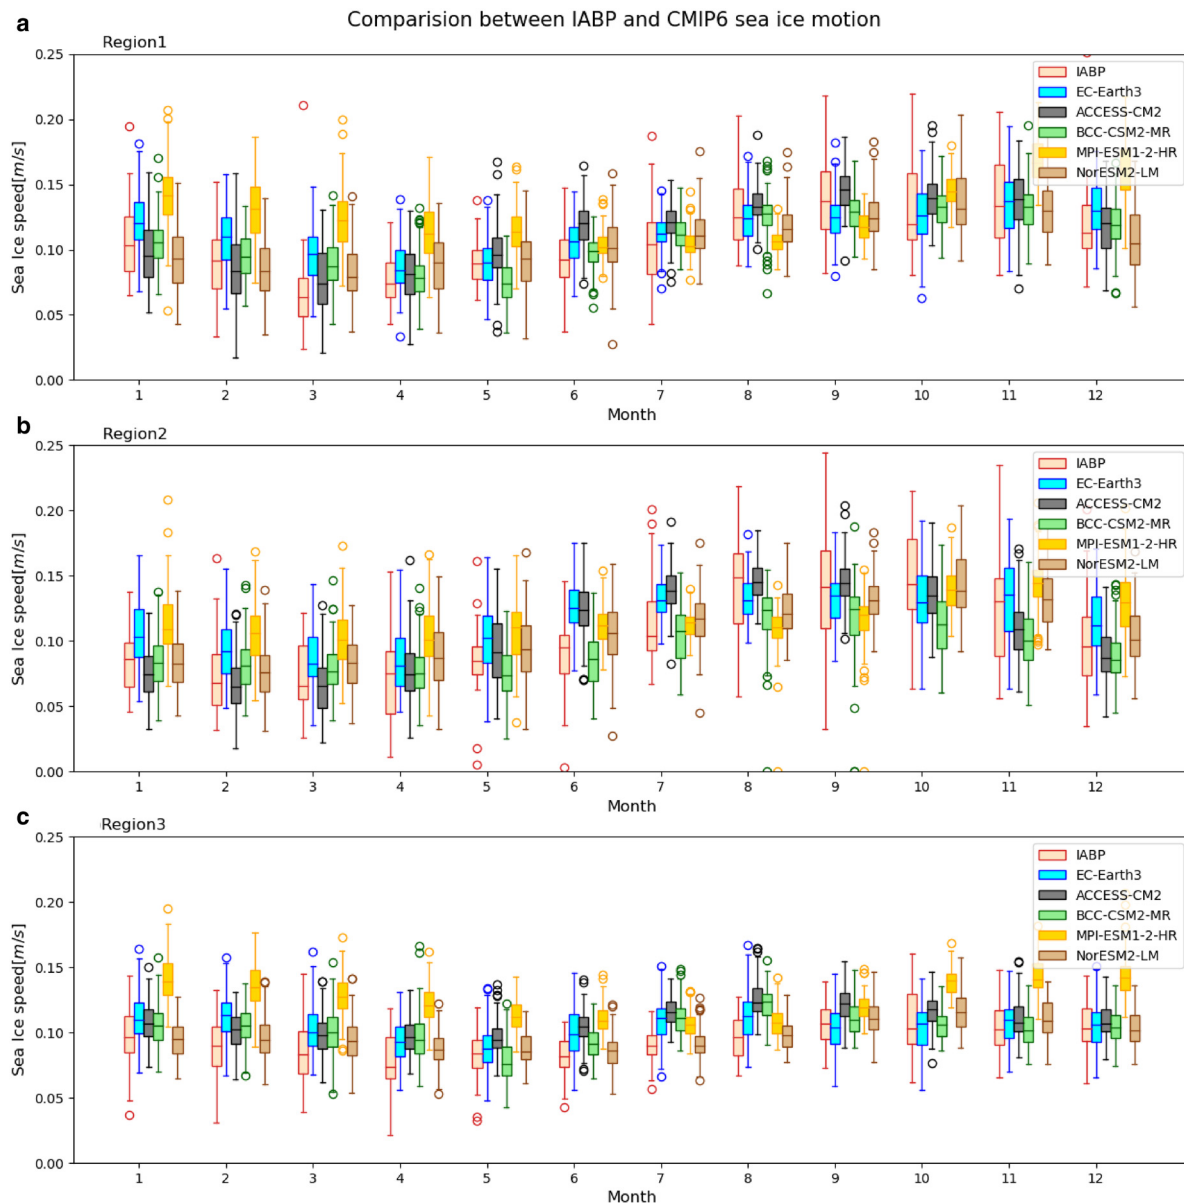 Comparision between IABP and CMIP6 sea ice motion
a
Region1
0.25
0.20
0.15
0.10
0.05
0.00
Sea Ice speed[m/s]
1 2 3 4 5 6 7 8 9 10 11 12
Month
IABP
EC-Earth3
ACCESS-CM2
BCC-CSM2-MR
MPI-ESM1-2-HR
NorESM2-LM
b
Region2
0.25
0.20
0.15
0.10
0.05
0.00
Sea Ice speed[m/s]
1 2 3 4 5 6 7 8 9 10 11 12
Month
IABP
EC-Earth3
ACCESS-CM2
BCC-CSM2-MR
MPI-ESM1-2-HR
NorESM2-LM
c
Region3
0.25
0.20
0.15
0.10
0.05
0.00
Sea Ice speed[m/s]
1 2 3 4 5 6 7 8 9 10 11 12
Month
IABP
EC-Earth3
ACCESS-CM2
BCC-CSM2-MR
MPI-ESM1-2-HR
NorESM2-LM